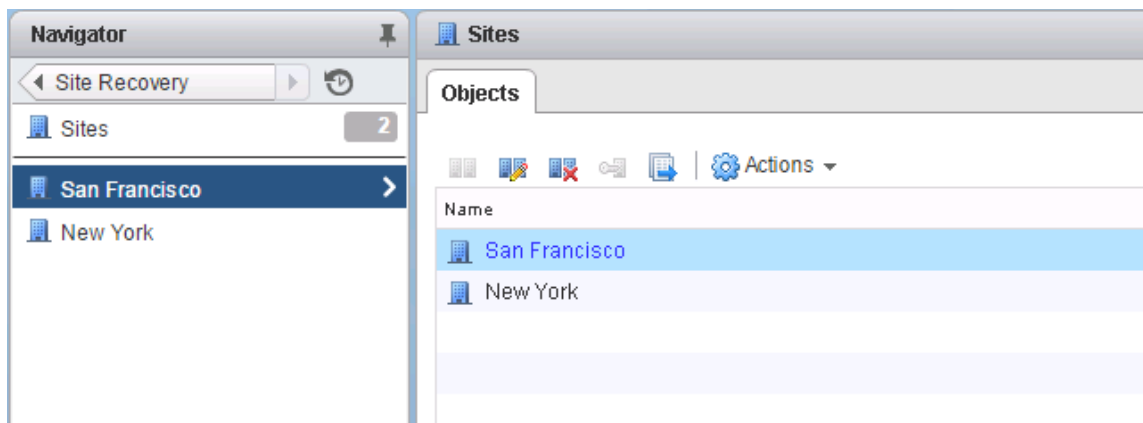 Navigator
Site Recovery
Sites 2
San Francisco
New York
Sites
Objects
Actions
Name
San Francisco
New York